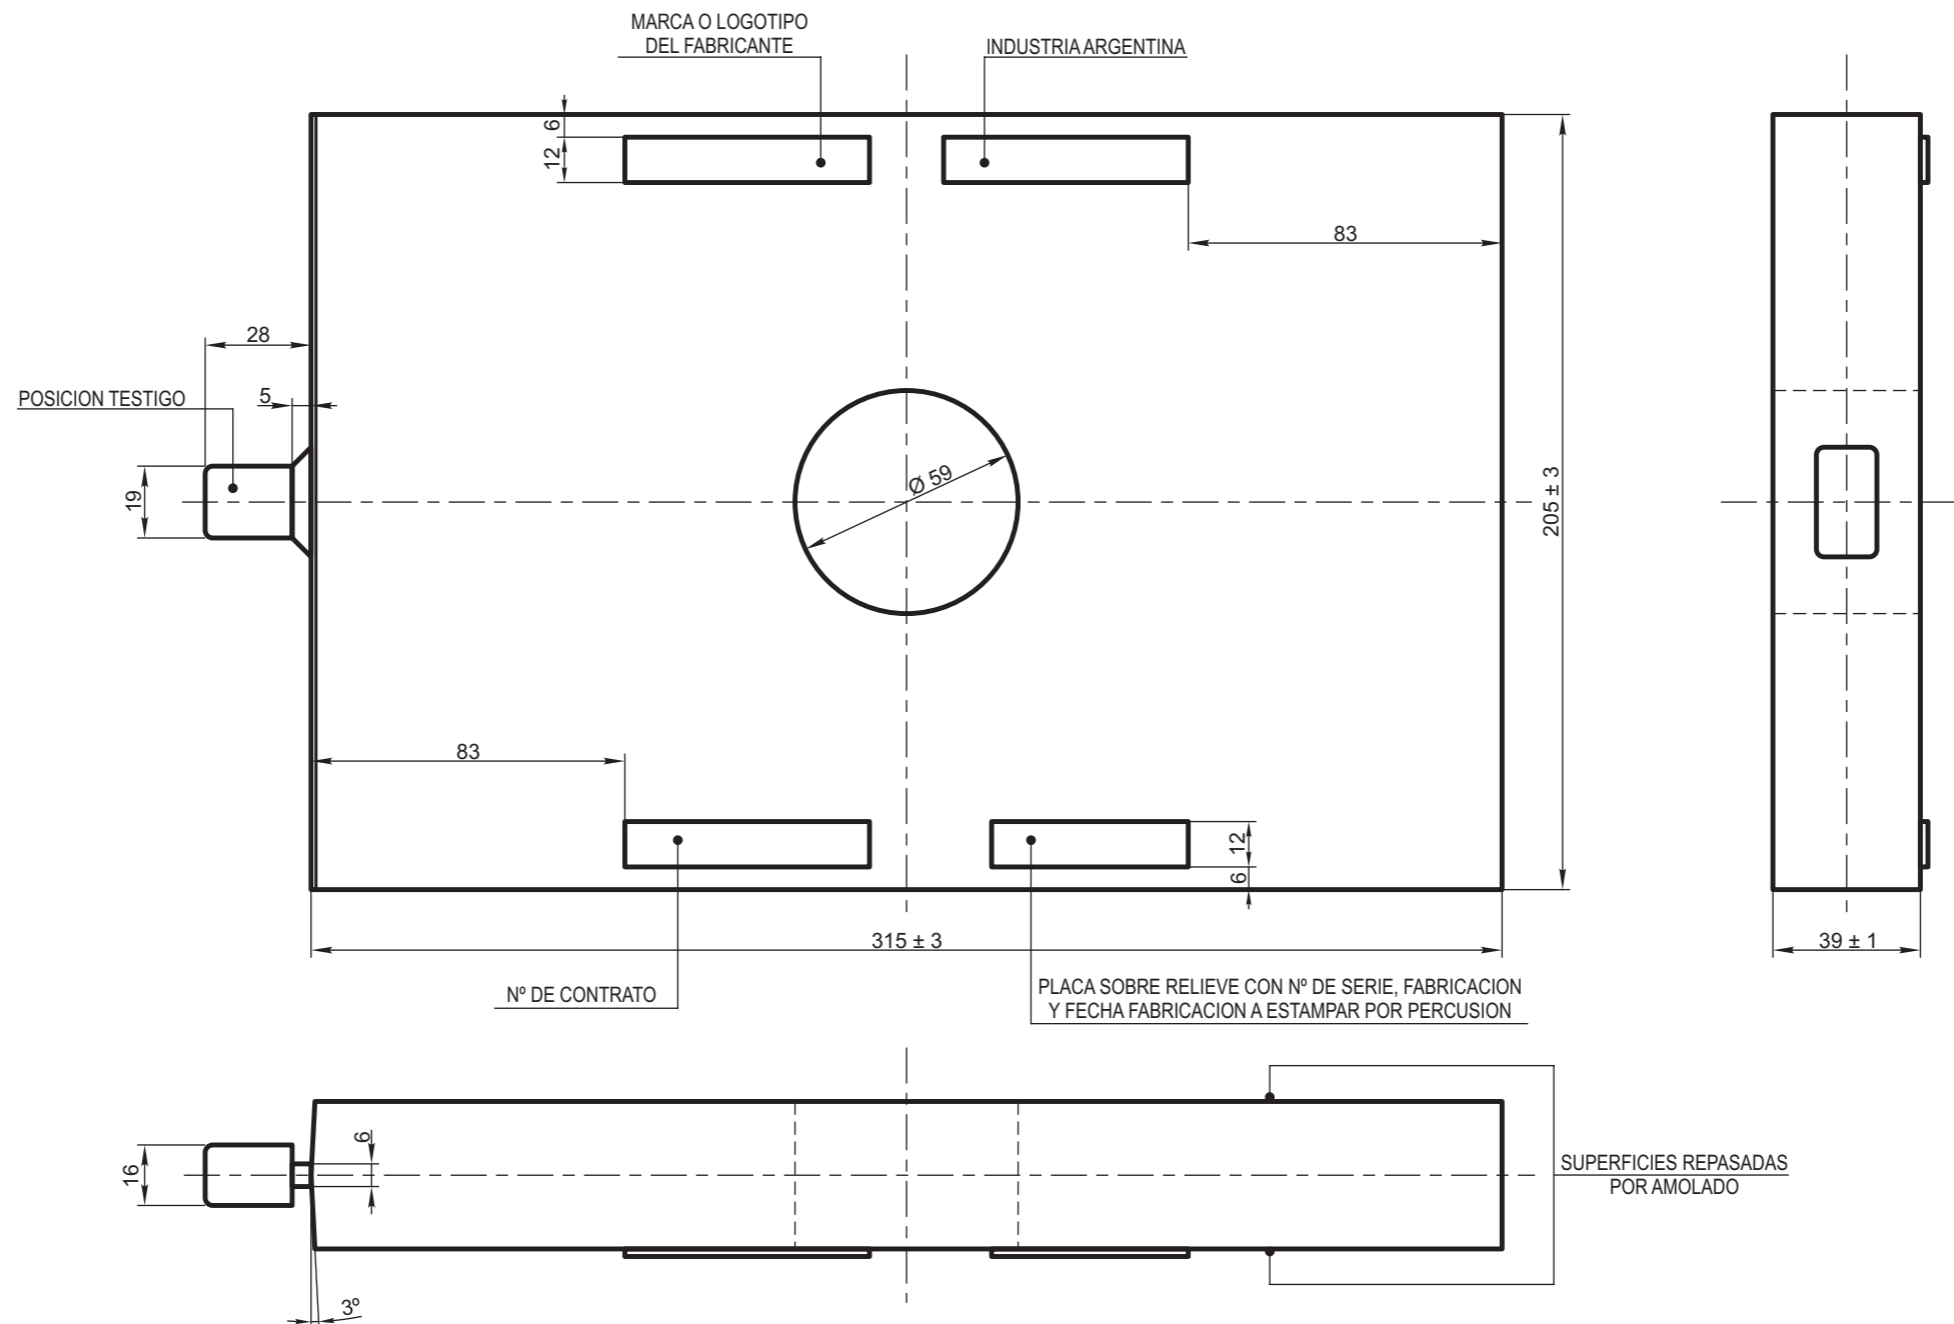 MARCA O LOGOTIPO
DEL FABRICANTE
INDUSTRIA ARGENTINA
6
12
83
28
POSICION TESTIGO
5
19
Ø 59
205 ± 3
83
12
6
315 ± 3
39 ± 1
Nº DE CONTRATO
PLACA SOBRE RELIEVE CON Nº DE SERIE, FABRICACION
Y FECHA FABRICACION A ESTAMPAR POR PERCUSION
6
16
SUPERFICIES REPASADAS
POR AMOLADO
3º